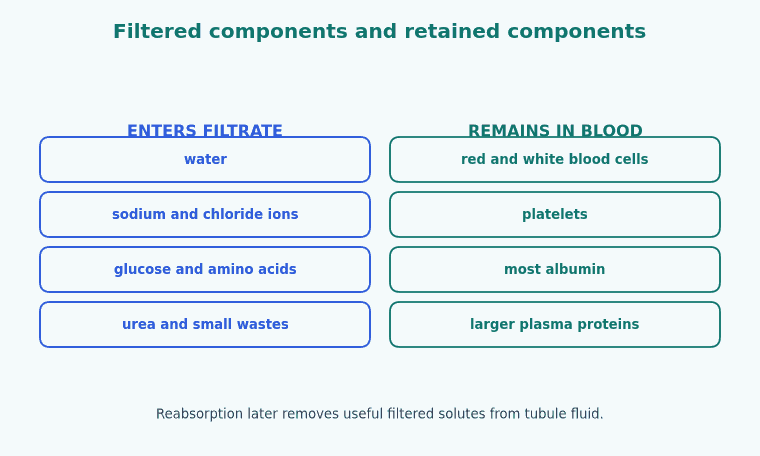 Filtered components and retained components
ENTERS FILTRATE
water
sodium and chloride ions
glucose and amino acids
urea and small wastes
REMAINS IN BLOOD
red and white blood cells
platelets
most albumin
larger plasma proteins
Reabsorption later removes useful filtered solutes from tubule fluid.